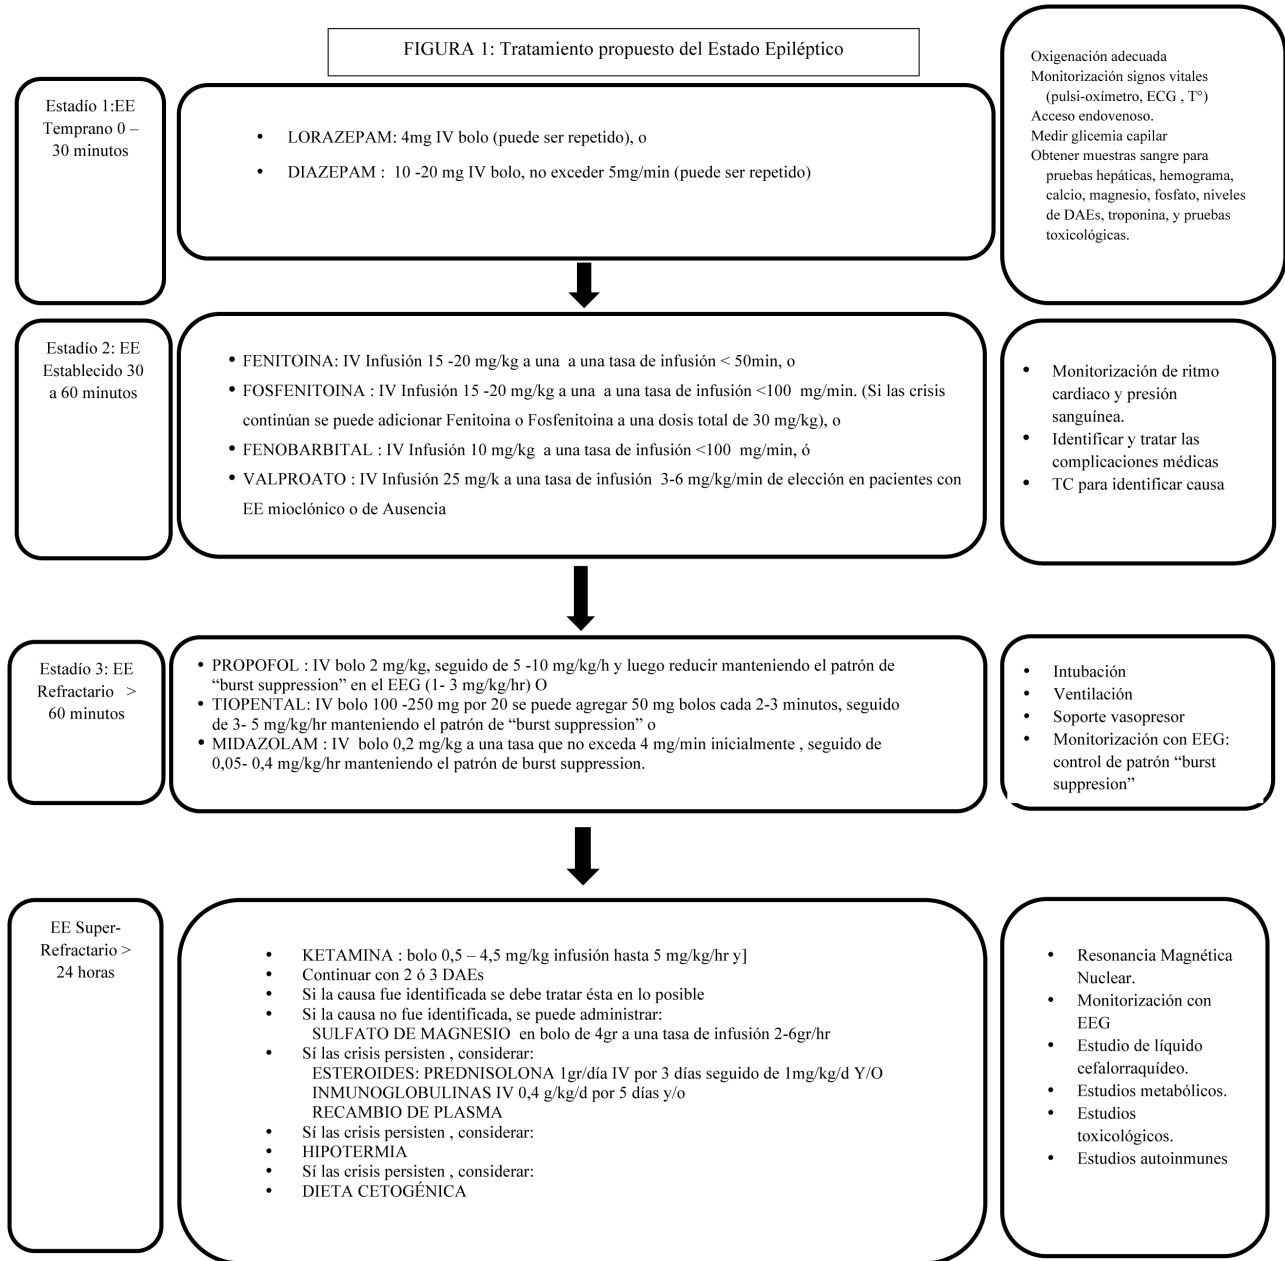 FIGURA 1: Tratamiento propuesto del Estado Epiléptico
Estadío 1:EE
Temprano 0 –
30 minutos
• LORAZEPAM: 4mg IV bolo (puede ser repetido), o
• DIAZEPAM : 10 -20 mg IV bolo, no exceder 5mg/min (puede ser repetido)
Oxigenación adecuada
Monitorización signos vitales
(pulsi-oxímetro, ECG , T°)
Acceso endovenoso.
Medir glicemia capilar
Obtener muestras sangre para
pruebas hepáticas, hemograma,
calcio, magnesio, fosfato, niveles
de DAEs, troponina, y pruebas
toxicológicas.
Estadío 2: EE
Establecido 30
a 60 minutos
• FENITOINA: IV Infusión 15 -20 mg/kg a una a una tasa de infusión < 50min, o
• FOSFENITOINA : IV Infusión 15 -20 mg/kg a una a una tasa de infusión <100 mg/min. (Si las crisis
continúan se puede adicionar Fenitoina o Fosfenitoina a una dosis total de 30 mg/kg), o
• FENOBARBITAL : IV Infusión 10 mg/kg a una tasa de infusión <100 mg/min, ó
• VALPROATO : IV Infusión 25 mg/k a una tasa de infusión 3-6 mg/kg/min de elección en pacientes con
EE mioclónico o de Ausencia
• Monitorización de ritmo
cardiaco y presión
sanguínea.
• Identificar y tratar las
complicaciones médicas
• TC para identificar causa
Estadío 3: EE
Refractario >
60 minutos
• PROPOFOL : IV bolo 2 mg/kg, seguido de 5 -10 mg/kg/h y luego reducir manteniendo el patrón de
“burst suppression” en el EEG (1- 3 mg/kg/hr) O
• TIOPENTAL: IV bolo 100 -250 mg por 20 se puede agregar 50 mg bolos cada 2-3 minutos, seguido
de 3- 5 mg/kg/hr manteniendo el patrón de “burst suppression” o
• MIDAZOLAM : IV bolo 0,2 mg/kg a una tasa que no exceda 4 mg/min inicialmente , seguido de
0,05- 0,4 mg/kg/hr manteniendo el patrón de burst suppression.
• Intubación
• Ventilación
• Soporte vasopresor
• Monitorización con EEG:
control de patrón “burst
suppresion”
EE Super-
Refractario >
24 horas
• KETAMINA : bolo 0,5 – 4,5 mg/kg infusión hasta 5 mg/kg/hr y]
• Continuar con 2 ó 3 DAEs
• Si la causa fue identificada se debe tratar ésta en lo posible
• Si la causa no fue identificada, se puede administrar:
SULFATO DE MAGNESIO en bolo de 4gr a una tasa de infusión 2-6gr/hr
• Sí las crisis persisten , considerar:
ESTEROIDES: PREDNISOLONA 1gr/día IV por 3 días seguido de 1mg/kg/d Y/O
INMUNOGLOBULINAS IV 0,4 g/kg/d por 5 días y/o
RECAMBIO DE PLASMA
• Sí las crisis persisten , considerar:
• HIPOTERMIA
• Sí las crisis persisten , considerar:
• DIETA CETOGÉNICA
• Resonancia Magnética
Nuclear.
• Monitorización con
EEG
• Estudio de líquido
cefalorraquídeo.
• Estudios metabólicos.
• Estudios
toxicológicos.
• Estudios autoinmunes